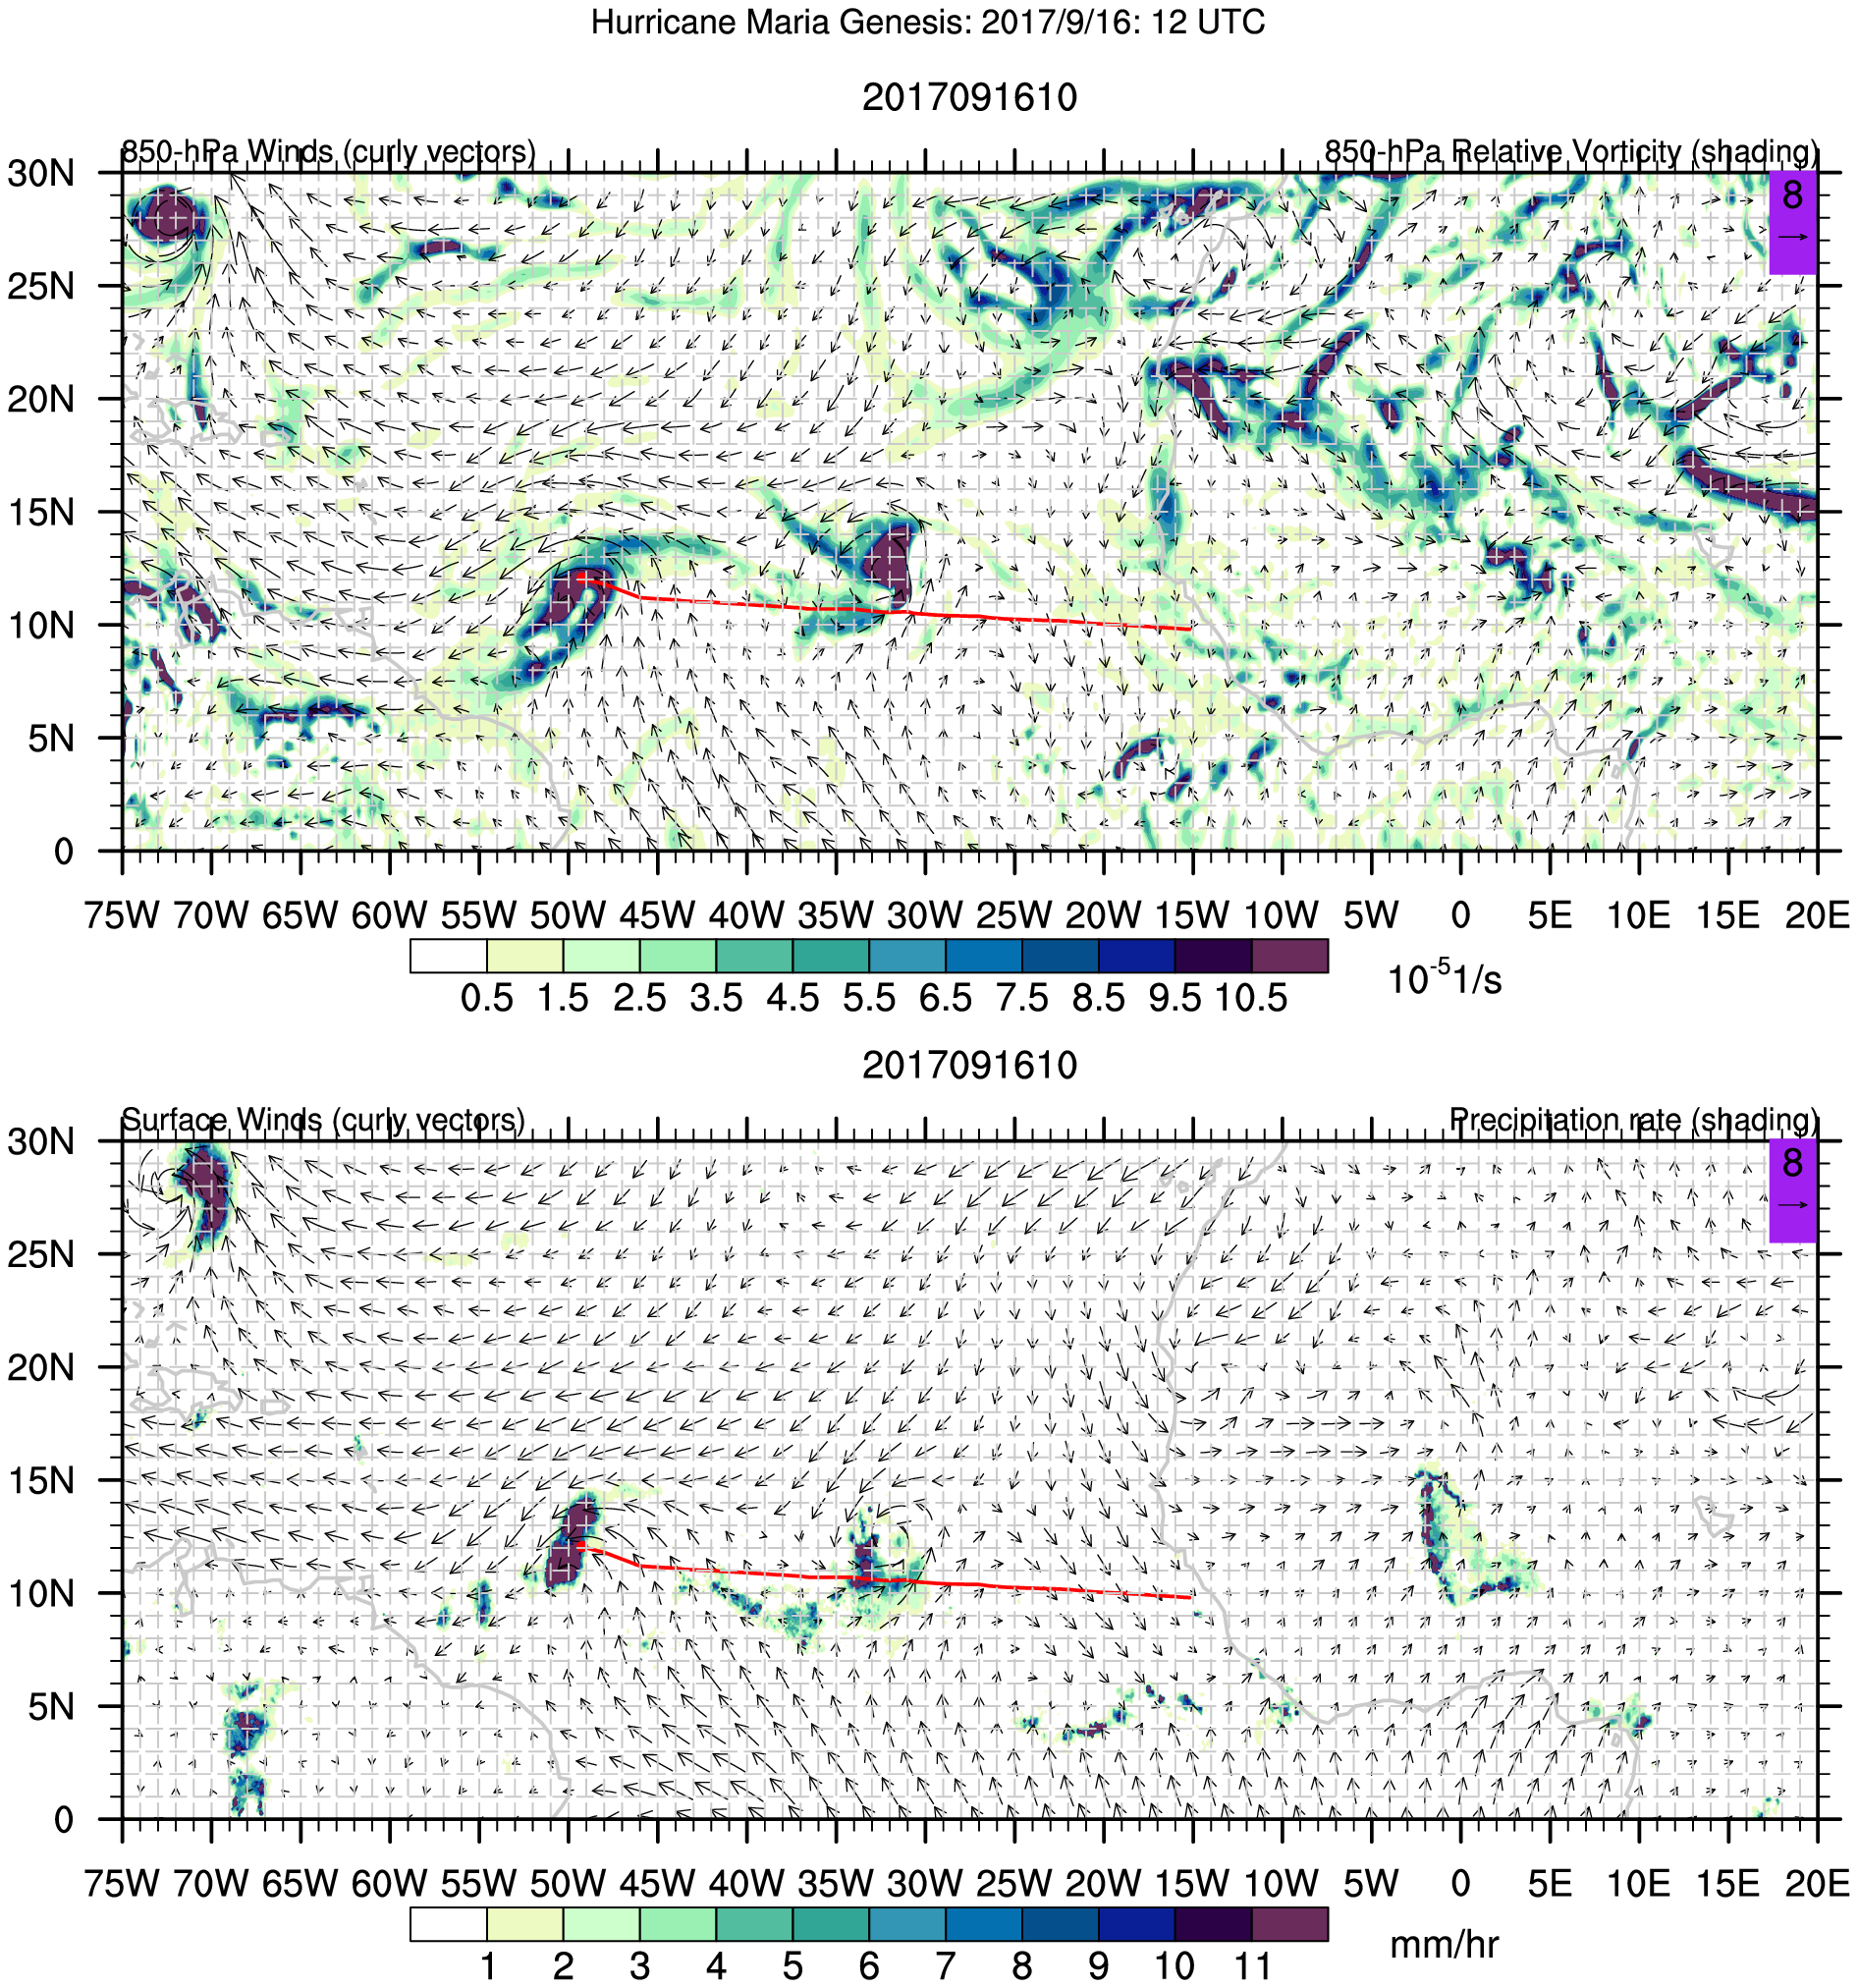 Hurricane Maria Genesis: 2017/9/16: 12 UTC
2017091610
850-hPa Winds (curly vectors) 850-hPa Relative Vorticity (shading)
8
30N
25N
20N
15N
10N
5N
0
75W 70W 65W 60W 55W 50W 45W 40W 35W 30W 25W 20W 15W 10W 5W 0 5E 10E 15E 20E
0.5 1.5 2.5 3.5 4.5 5.5 6.5 7.5 8.5 9.5 10.5
10⁻⁵1/s
2017091610
Surface Winds (curly vectors) Precipitation rate (shading)
8
30N
25N
20N
15N
10N
5N
0
75W 70W 65W 60W 55W 50W 45W 40W 35W 30W 25W 20W 15W 10W 5W 0 5E 10E 15E 20E
1 2 3 4 5 6 7 8 9 10 11
mm/hr